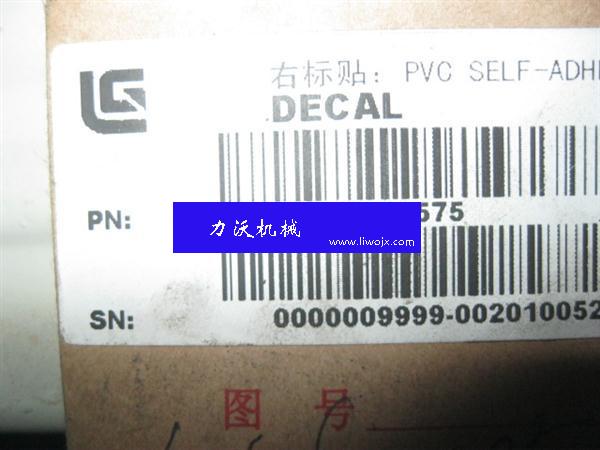 LG
右标贴: PVC SELF-ADH
DECAL
PN: 575
力沃机械
www.liwojx.com
SN: 0000009999-00201005
图 号